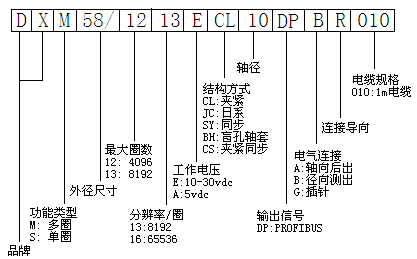 D X M 58/ 12 13 E CL 10 DP B R 010
轴径
电缆规格
010:1m电缆
结构方式
CL:夹紧
JC:日系
SY:同步
BH:盲孔轴套
CS:夹紧同步
连接导向
最大圈数
12: 4096
13: 8192
电气连接
A:轴向后出
B:径向测出
G:插针
工作电压
E:10-30vdc
A:5vdc
外径尺寸
功能类型
M: 多圈
S: 单圈
分辨率/圈
13:8192
16:65536
输出信号
DP:PROFIBUS
品牌